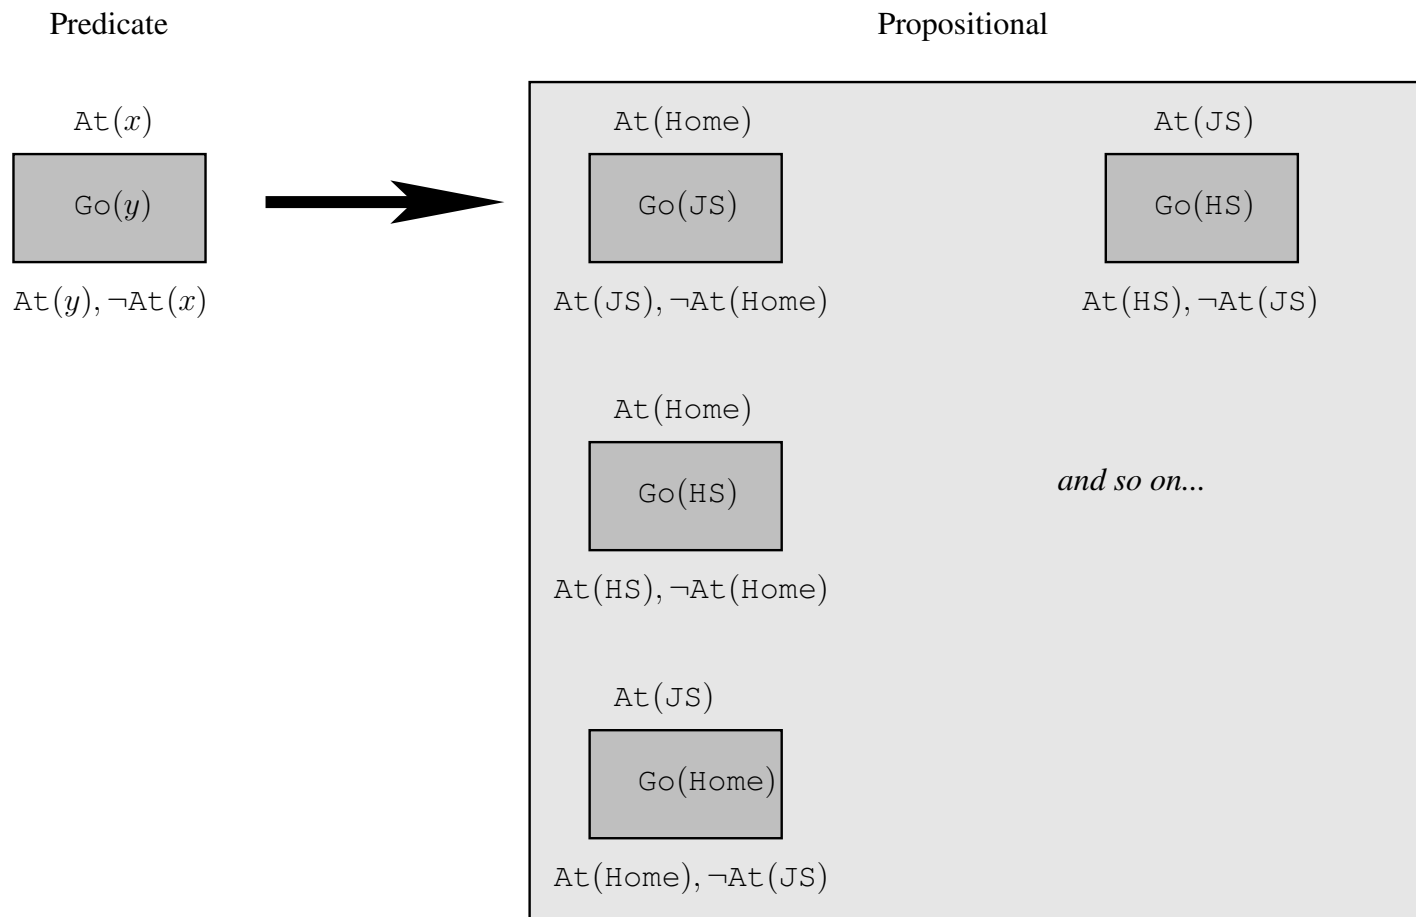 Predicate
Propositional
At(x)
Go(y)
At(y), ¬At(x)
At(Home)
Go(JS)
At(JS), ¬At(Home)
At(JS)
Go(HS)
At(HS), ¬At(JS)
At(Home)
Go(HS)
At(HS), ¬At(Home)
and so on...
At(JS)
Go(Home)
At(Home), ¬At(JS)